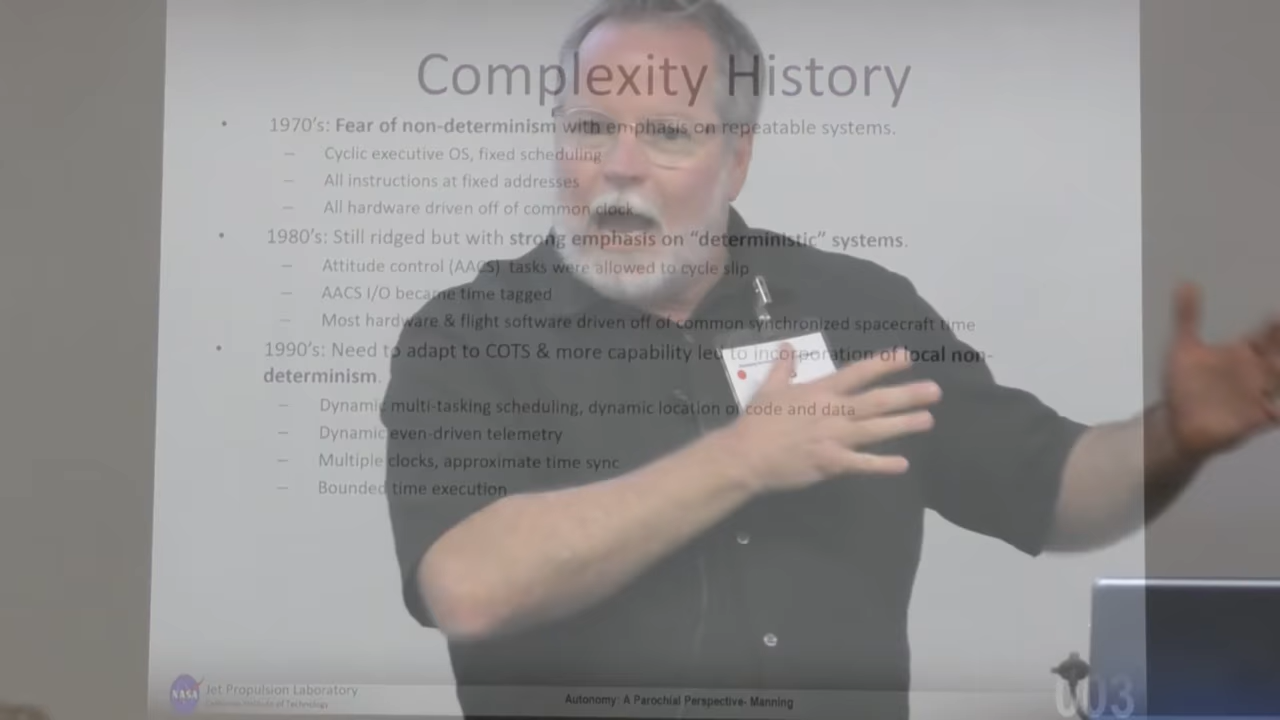 Complexity History
• 1970's: Fear of non-determinism with emphasis on repeatable systems.
– Cyclic executive OS, fixed scheduling
– All instructions at fixed addresses
– All hardware driven off of common clock
• 1980's: Still ridged but with strong emphasis on “deterministic” systems.
– Attitude control (AACS) tasks were allowed to cycle slip
– AACS I/O became time tagged
– Most hardware & flight software driven off of common synchronized spacecraft time
• 1990's: Need to adapt to COTS & more capability led to incorporation of local non-
determinism.
– Dynamic multi-tasking scheduling, dynamic location of code and data
– Dynamic even-driven telemetry
– Multiple clocks, approximate time sync
– Bounded time execution
NASA
Jet Propulsion Laboratory
California Institute of Technology
Autonomy: A Parochial Perspective- Manning